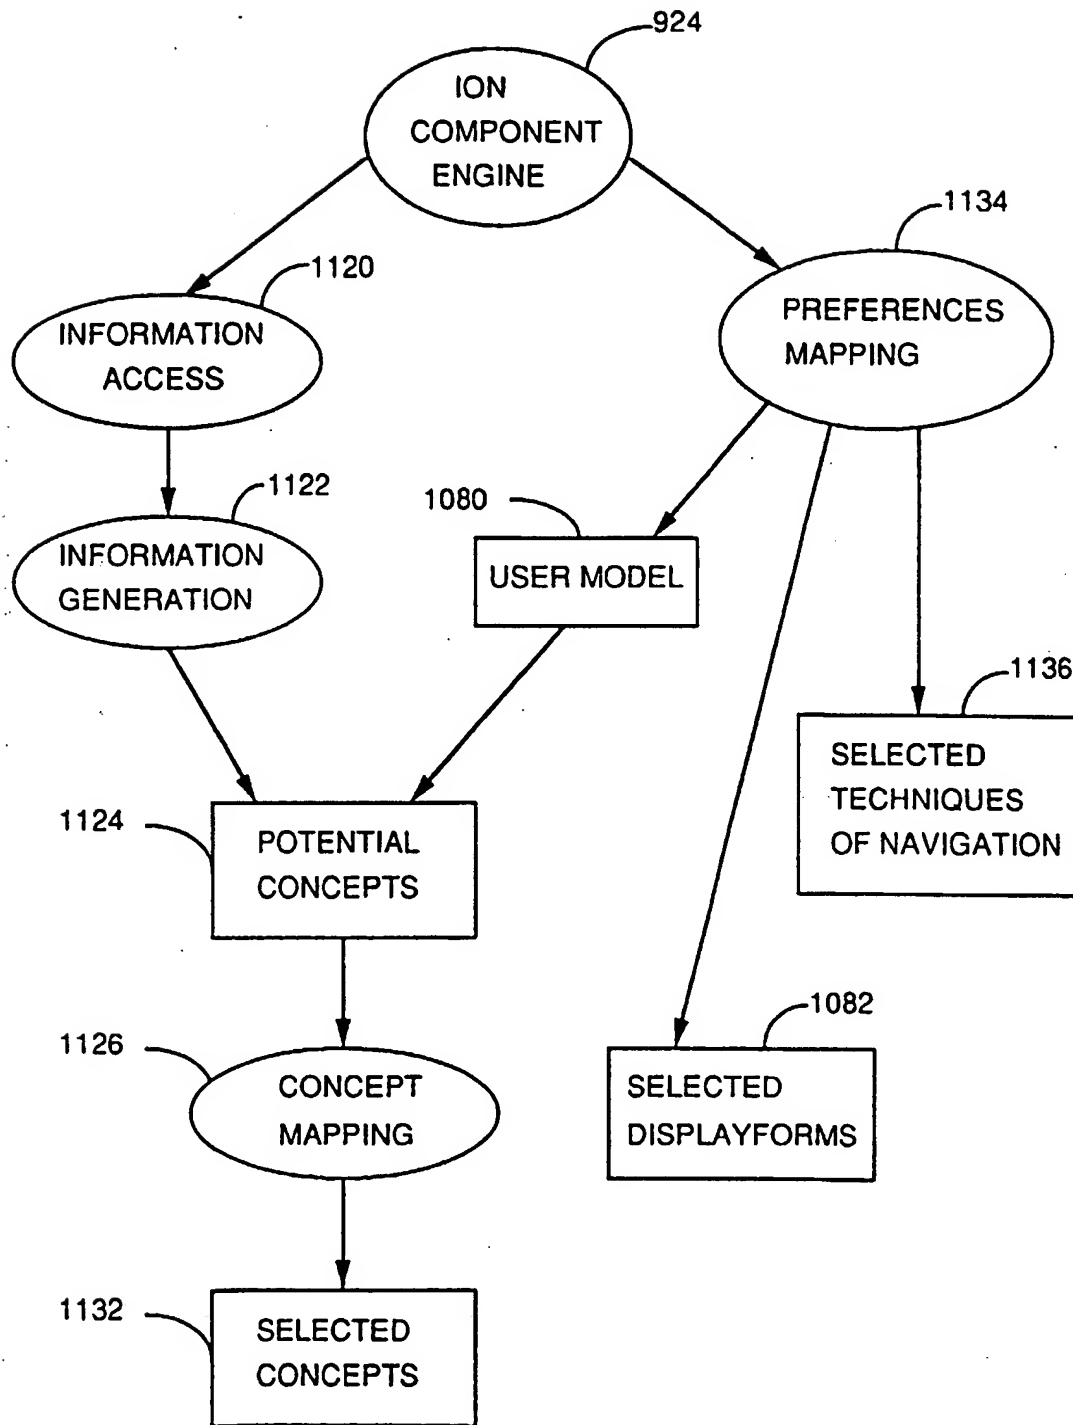 924
ION
COMPONENT
ENGINE
1134
1120
PREFERENCES
MAPPING
INFORMATION
ACCESS
1122
1080
INFORMATION
GENERATION
USER MODEL
1136
SELECTED
TECHNIQUES
OF NAVIGATION
1124
POTENTIAL
CONCEPTS
1082
1126
CONCEPT
MAPPING
SELECTED
DISPLAYFORMS
1132
SELECTED
CONCEPTS